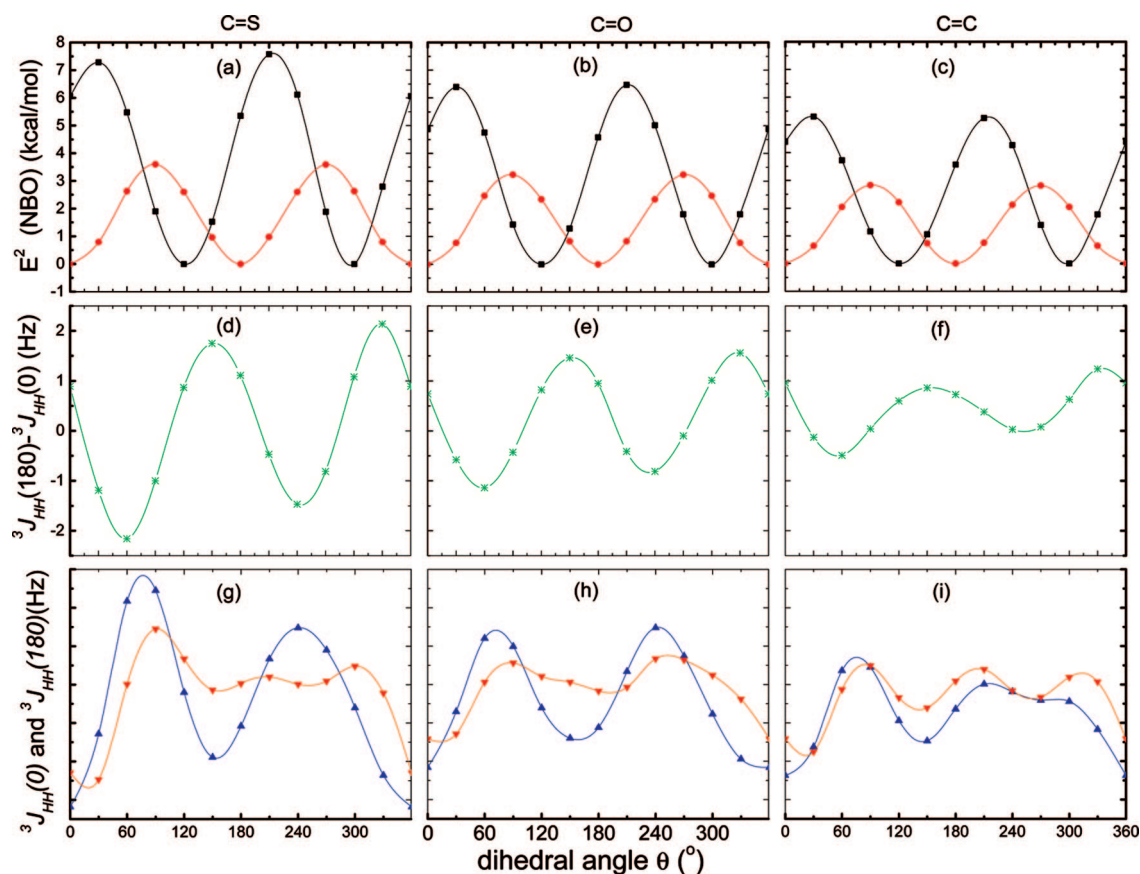 C=S C=O C=C
E² (NBO) (kcal/mol)
8
7
6
5
4
3
2
1
0
-1
(a) (b) (c)
³J_HH(180)-³J_HH(0) (Hz)
2
1
0
-1
-2
(d) (e) (f)
³J_HH(0) and ³J_HH(180)(Hz)
(g) (h) (i)
0 60 120 180 240 300 0 60 120 180 240 300 0 60 120 180 240 300 360
dihedral angle θ (°)